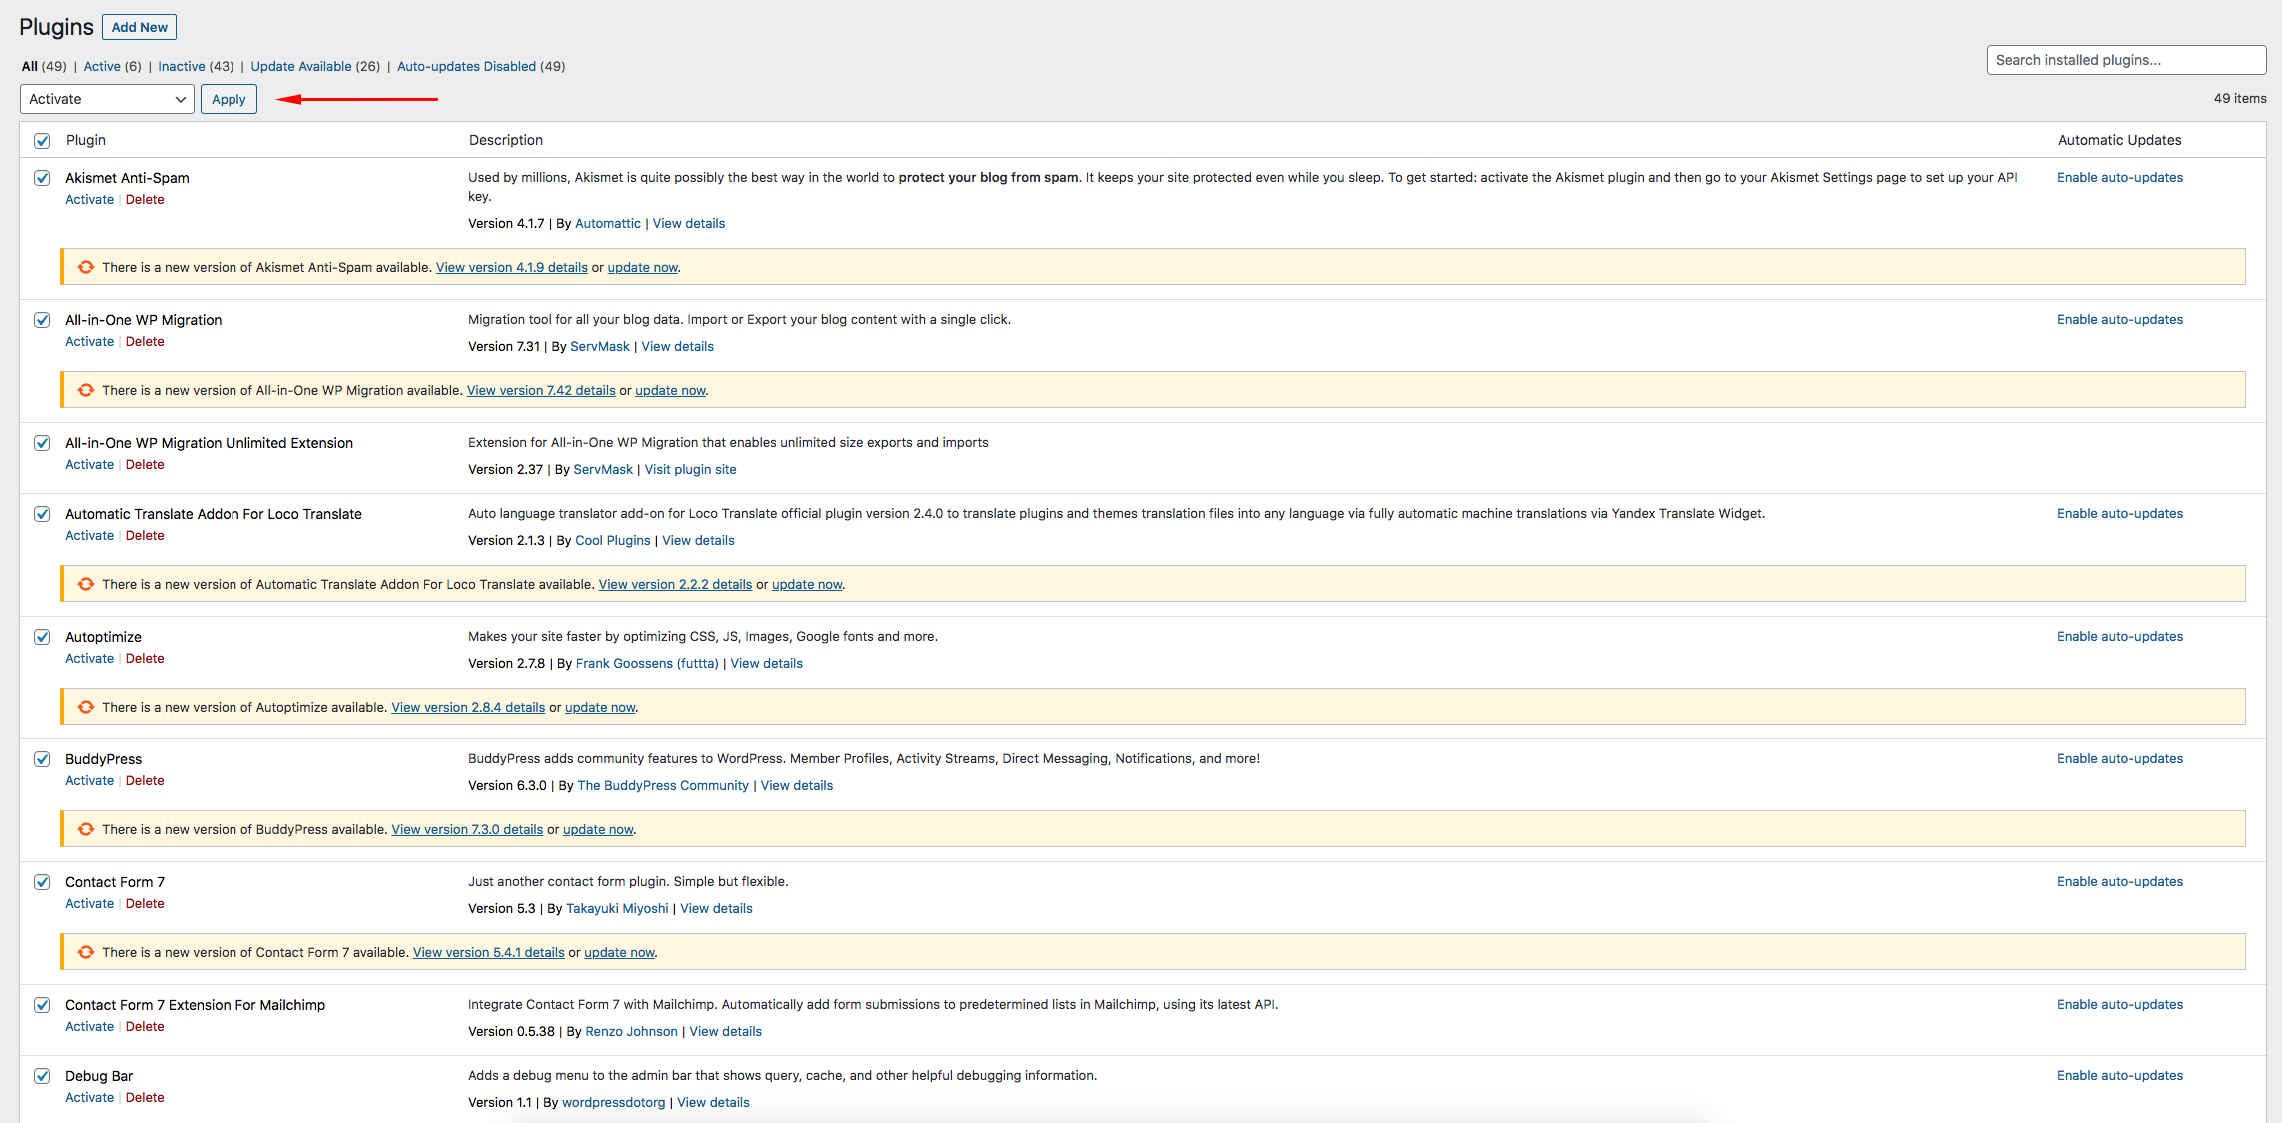 Plugins Add New
All (49) | Active (6) | Inactive (43) | Update Available (26) | Auto-updates Disabled (49)
Search installed plugins...
Activate Apply
49 items
Plugin Description Automatic Updates
Akismet Anti-Spam
Activate | Delete
Used by millions, Akismet is quite possibly the best way in the world to protect your blog from spam. It keeps your site protected even while you sleep. To get started: activate the Akismet plugin and then go to your Akismet Settings page to set up your API
key.
Version 4.1.7 | By Automattic | View details
Enable auto-updates
There is a new version of Akismet Anti-Spam available. View version 4.1.9 details or update now.
All-in-One WP Migration
Activate | Delete
Migration tool for all your blog data. Import or Export your blog content with a single click.
Version 7.31 | By ServMask | View details
Enable auto-updates
There is a new version of All-in-One WP Migration available. View version 7.42 details or update now.
All-in-One WP Migration Unlimited Extension
Activate | Delete
Extension for All-in-One WP Migration that enables unlimited size exports and imports
Version 2.37 | By ServMask | Visit plugin site
Automatic Translate Addon For Loco Translate
Activate | Delete
Auto language translator add-on for Loco Translate official plugin version 2.4.0 to translate plugins and themes translation files into any language via fully automatic machine translations via Yandex Translate Widget.
Version 2.1.3 | By Cool Plugins | View details
Enable auto-updates
There is a new version of Automatic Translate Addon For Loco Translate available. View version 2.2.2 details or update now.
Autoptimize
Activate | Delete
Makes your site faster by optimizing CSS, JS, Images, Google fonts and more.
Version 2.7.8 | By Frank Goossens (futtta) | View details
Enable auto-updates
There is a new version of Autoptimize available. View version 2.8.4 details or update now.
BuddyPress
Activate | Delete
BuddyPress adds community features to WordPress. Member Profiles, Activity Streams, Direct Messaging, Notifications, and more!
Version 6.3.0 | By The BuddyPress Community | View details
Enable auto-updates
There is a new version of BuddyPress available. View version 7.3.0 details or update now.
Contact Form 7
Activate | Delete
Just another contact form plugin. Simple but flexible.
Version 5.3 | By Takayuki Miyoshi | View details
Enable auto-updates
There is a new version of Contact Form 7 available. View version 5.4.1 details or update now.
Contact Form 7 Extension For Mailchimp
Activate | Delete
Integrate Contact Form 7 with Mailchimp. Automatically add form submissions to predetermined lists in Mailchimp, using its latest API.
Version 0.5.38 | By Renzo Johnson | View details
Enable auto-updates
Debug Bar
Activate | Delete
Adds a debug menu to the admin bar that shows query, cache, and other helpful debugging information.
Version 1.1 | By wordpressdotorg | View details
Enable auto-updates